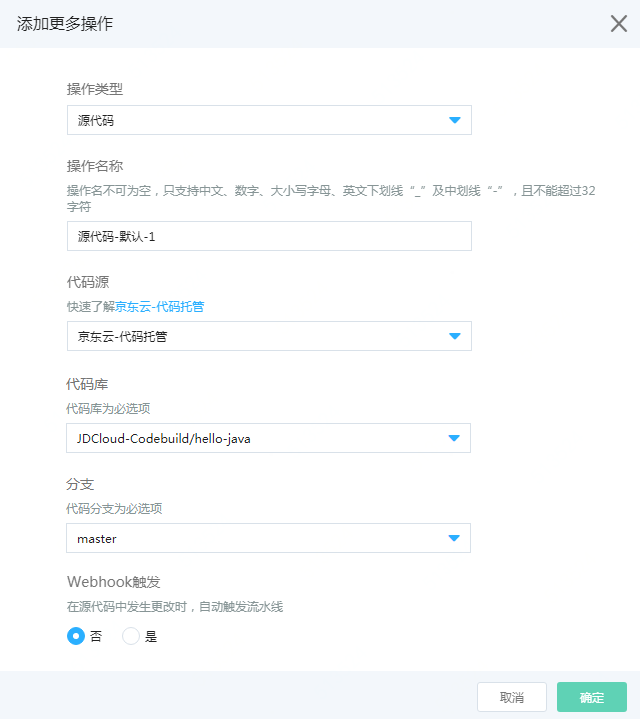 添加更多操作
操作类型
源代码
操作名称
操作名不可为空，只支持中文、数字、大小写字母、英文下划线“_”及中划线“-”，且不能超过32
字符
源代码-默认-1
代码源
快速了解京东云-代码托管
京东云-代码托管
代码库
代码库为必选项
JDCloud-Codebuild/hello-java
分支
代码分支为必选项
master
Webhook触发
在源代码中发生更改时，自动触发流水线
否 是
取消 确定